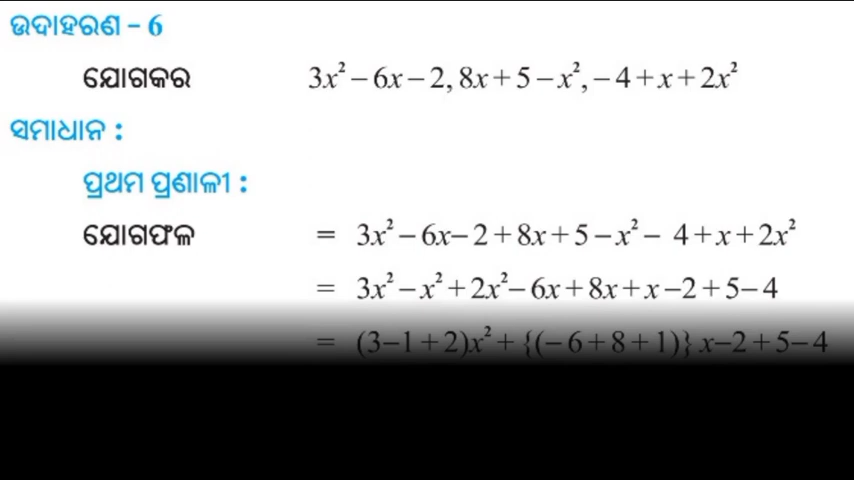 ଉଦାହରଣ - 6
ଯୋଗକର 3x² – 6x – 2, 8x + 5 – x², – 4 + x + 2x²
ସମାଧାନ :
ପ୍ରଥମ ପ୍ରଣାଳୀ :
ଯୋଗଫଳ = 3x² – 6x – 2 + 8x + 5 – x² – 4 + x + 2x²
= 3x² – x² + 2x² – 6x + 8x + x – 2 + 5 – 4
= (3 – 1 + 2)x² + {(– 6 + 8 + 1)} x – 2 + 5 – 4